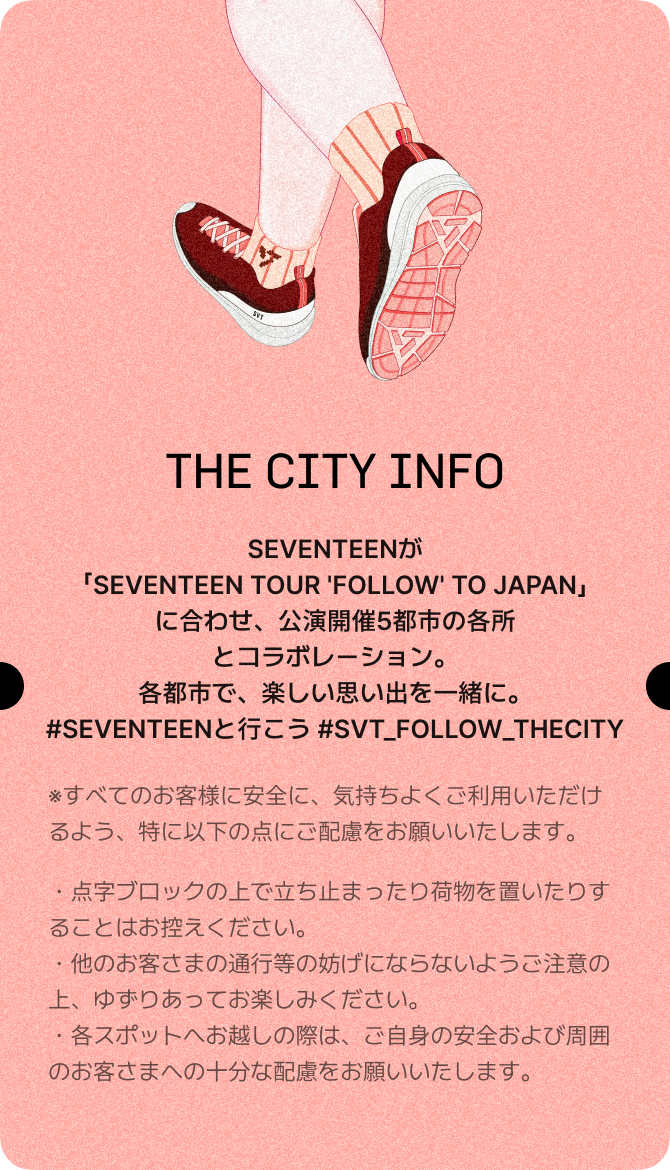 SVT
THE CITY INFO
SEVENTEENが
「SEVENTEEN TOUR 'FOLLOW' TO JAPAN」
に合わせ、公演開催5都市の各所
とコラボレーション。
各都市で、楽しい思い出を一緒に。
#SEVENTEENと行こう #SVT_FOLLOW_THECITY
※すべてのお客様に安全に、気持ちよくご利用いただけ
るよう、特に以下の点にご配慮をお願いいたします。
・点字ブロックの上で立ち止まったり荷物を置いたりす
ることはお控えください。
・他のお客さまの通行等の妨げにならないようご注意の
上、ゆずりあってお楽しみください。
・各スポットへお越しの際は、ご自身の安全および周囲
のお客さまへの十分な配慮をお願いいたします。